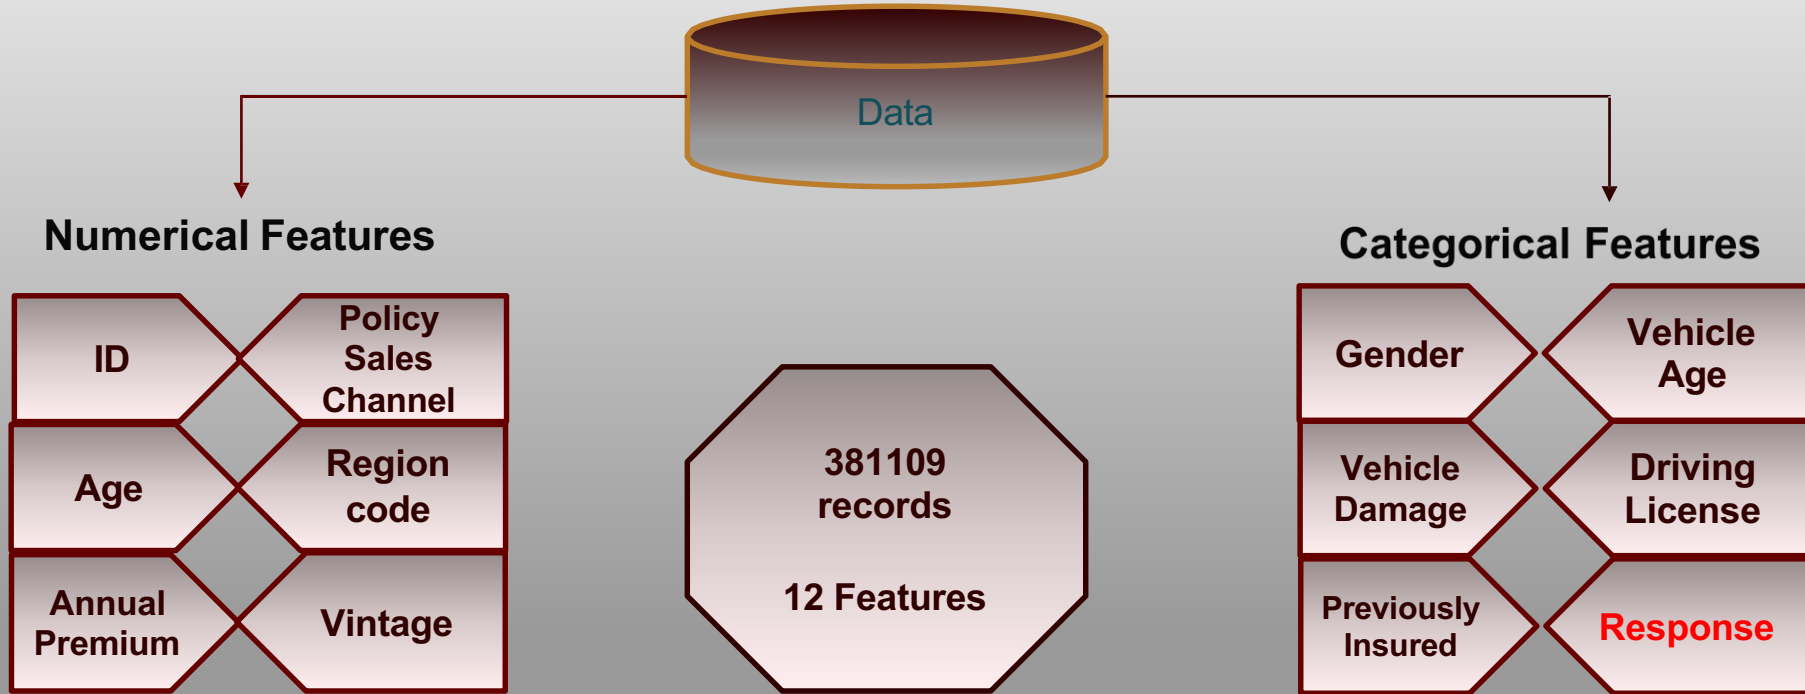 Data
Numerical Features
Categorical Features
ID
Policy
Sales
Channel
Age
Region
code
Annual
Premium
Vintage
381109
records
12 Features
Gender
Vehicle
Age
Vehicle
Damage
Driving
License
Previously
Insured
Response